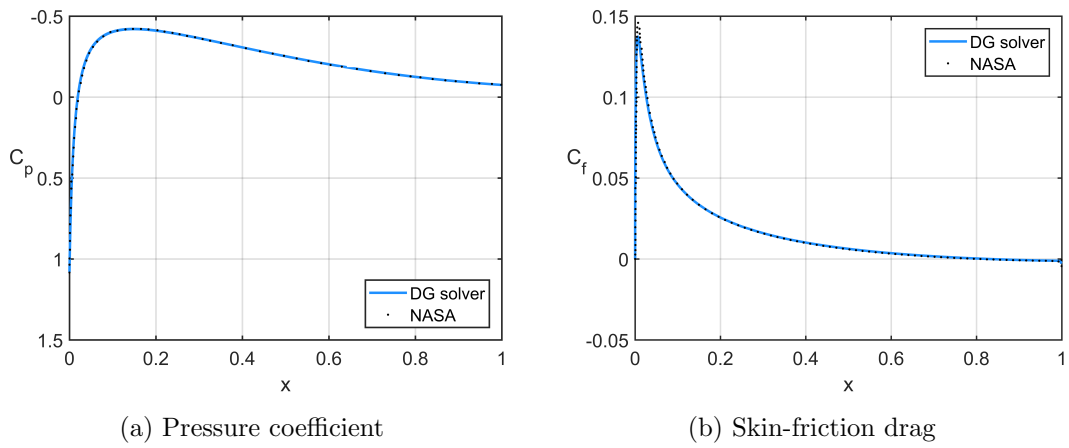 -0.5
0
0.5
1
1.5
C_p
0 0.2 0.4 0.6 0.8 1
x
DG solver
NASA
(a) Pressure coefficient
0.15
0.1
0.05
0
-0.05
C_f
0 0.2 0.4 0.6 0.8 1
x
DG solver
NASA
(b) Skin-friction drag